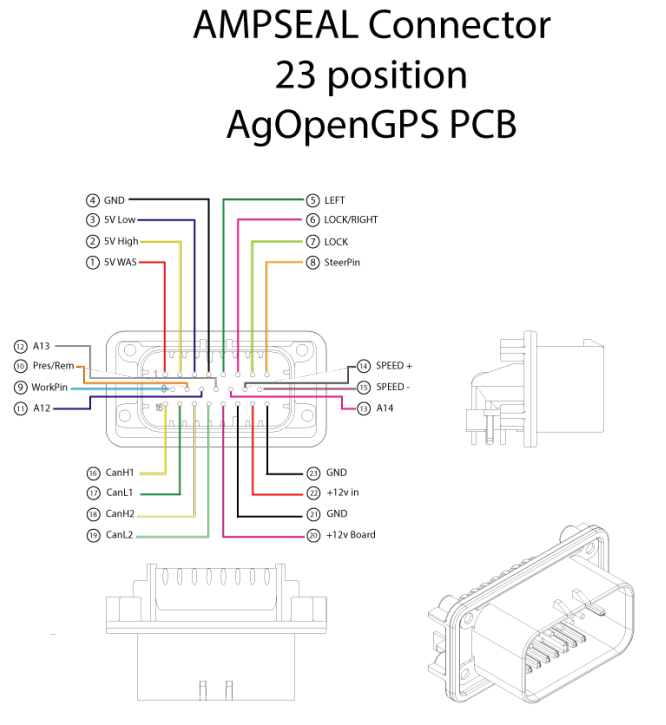 AMPSEAL Connector
23 position
AgOpenGPS PCB
4 GND
5 LEFT
3 5V Low
6 LOCK/RIGHT
2 5V High
7 LOCK
1 5V WAS
8 SteerPin
12 A13
10 Pres/Rem
1
14 SPEED +
9 WorkPin
9
15 SPEED -
11 A12
16
13 A14
16 CanH1
23 GND
17 CanL1
22 +12v in
18 CanH2
21 GND
19 CanL2
20 +12v Board